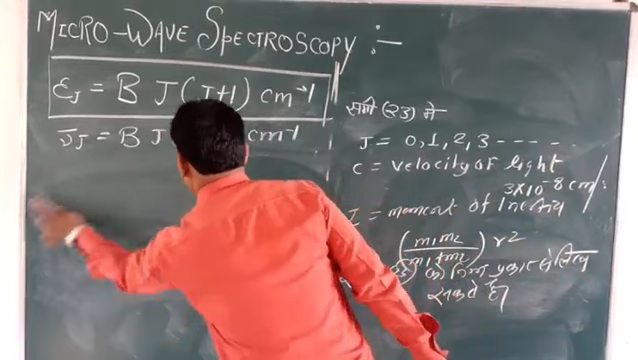 MICRO-WAVE SPECTROSCOPY :-
εJ = B J(J+1) cm⁻¹
ν̄J = B J cm⁻¹
समी (23) में
J = 0,1,2,3 - - - - - -
c = velocity of light
3×10⁻⁸ cm/s
I = moment of Inertia
(m₁m₂ / m₁+m₂) r²
को निम्न प्रकार से लिख
सकते हैं